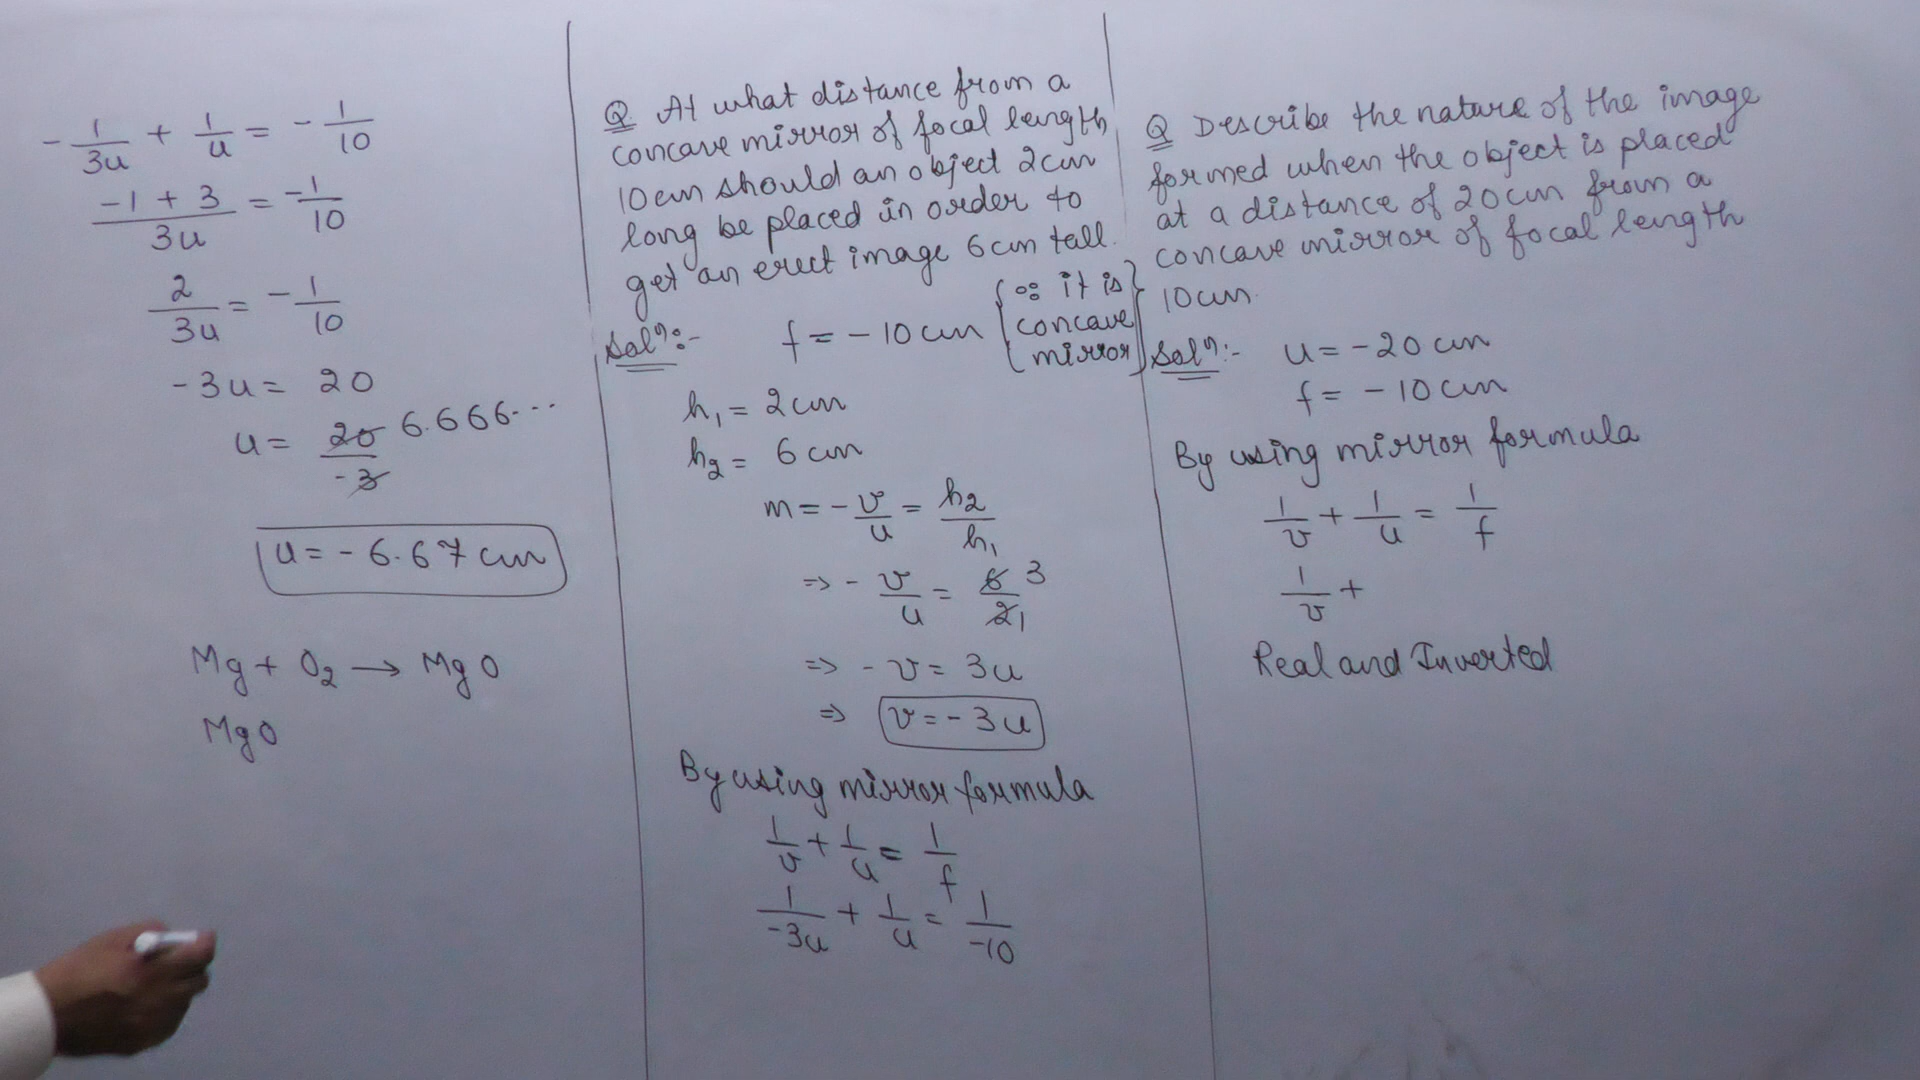 -1/3u + 1/u = -1/10
-1 + 3/3u = -1/10
2/3u = -1/10
-3u = 20
u = 20/-3 6.666...
u = - 6.67 cm
Mg + O₂ → MgO
MgO
Q. At what distance from a
concave mirror of focal length
10 cm should an object 2 cm
long be placed in order to
get an erect image 6 cm tall.
Solⁿ:- f = - 10 cm {∵ it is
concave
mirror}
h₁ = 2 cm
h₂ = 6 cm
m = - v/u = h₂/h₁
=> - v/u = 6/2 3/1
=> - v = 3u
=> v = - 3u
By using mirror formula
1/v + 1/u = 1/f
1/-3u + 1/u = 1/-10
Q Describe the nature of the image
formed when the object is placed
at a distance of 20 cm from a
concave mirror of focal length
10 cm.
Solⁿ:- u = - 20 cm
f = - 10 cm
By using mirror formula
1/v + 1/u = 1/f
1/v +
Real and Inverted